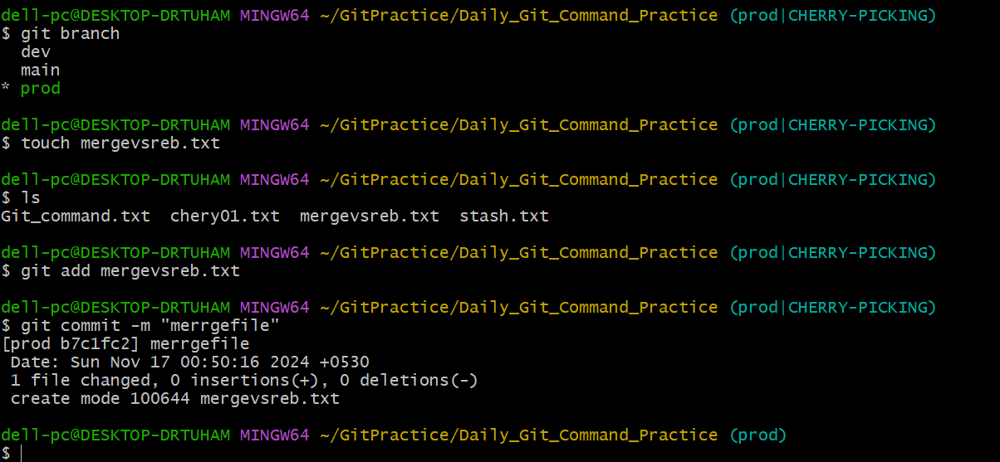 dell-pc@DESKTOP-DRTUHAM MINGW64 ~/GitPractice/Daily_Git_Command_Practice (prod|CHERRY-PICKING)
$ git branch
  dev
  main
* prod

dell-pc@DESKTOP-DRTUHAM MINGW64 ~/GitPractice/Daily_Git_Command_Practice (prod|CHERRY-PICKING)
$ touch mergevsreb.txt

dell-pc@DESKTOP-DRTUHAM MINGW64 ~/GitPractice/Daily_Git_Command_Practice (prod|CHERRY-PICKING)
$ ls
Git_command.txt  chery01.txt  mergevsreb.txt  stash.txt

dell-pc@DESKTOP-DRTUHAM MINGW64 ~/GitPractice/Daily_Git_Command_Practice (prod|CHERRY-PICKING)
$ git add mergevsreb.txt

dell-pc@DESKTOP-DRTUHAM MINGW64 ~/GitPractice/Daily_Git_Command_Practice (prod|CHERRY-PICKING)
$ git commit -m "merrgefile"
[prod b7c1fc2] merrgefile
 Date: Sun Nov 17 00:50:16 2024 +0530
 1 file changed, 0 insertions(+), 0 deletions(-)
 create mode 100644 mergevsreb.txt

dell-pc@DESKTOP-DRTUHAM MINGW64 ~/GitPractice/Daily_Git_Command_Practice (prod)
$